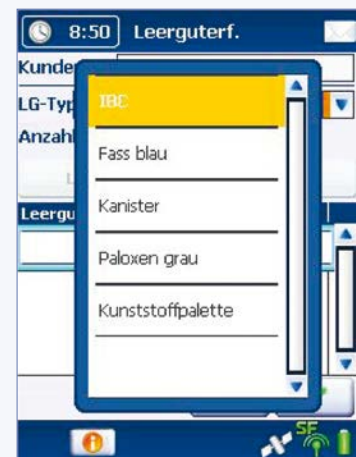 8:50 Leerguterf.
Kunde
LG-Typ
IBC
Anzahl
Fass blau
Kanister
Leergu
Paloxen grau
Kunststoffpalette
SF